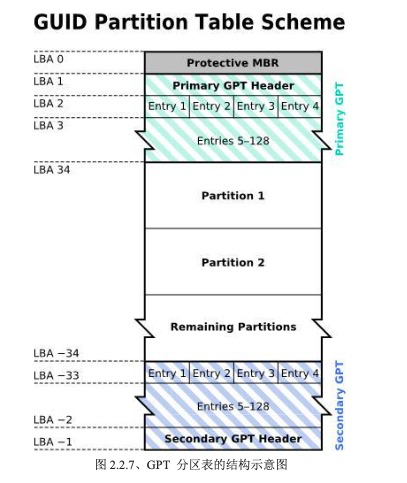 GUID Partition Table Scheme
LBA 0
Protective MBR
LBA 1
Primary GPT Header
LBA 2
Entry 1 Entry 2 Entry 3 Entry 4
LBA 3
Entries 5–128
Primary GPT
LBA 34
Partition 1
Partition 2
Remaining Partitions
LBA −34
Entry 1 Entry 2 Entry 3 Entry 4
LBA −33
Entries 5–128
LBA −2
Secondary GPT Header
LBA −1
Secondary GPT
图 2.2.7、GPT 分区表的结构示意图